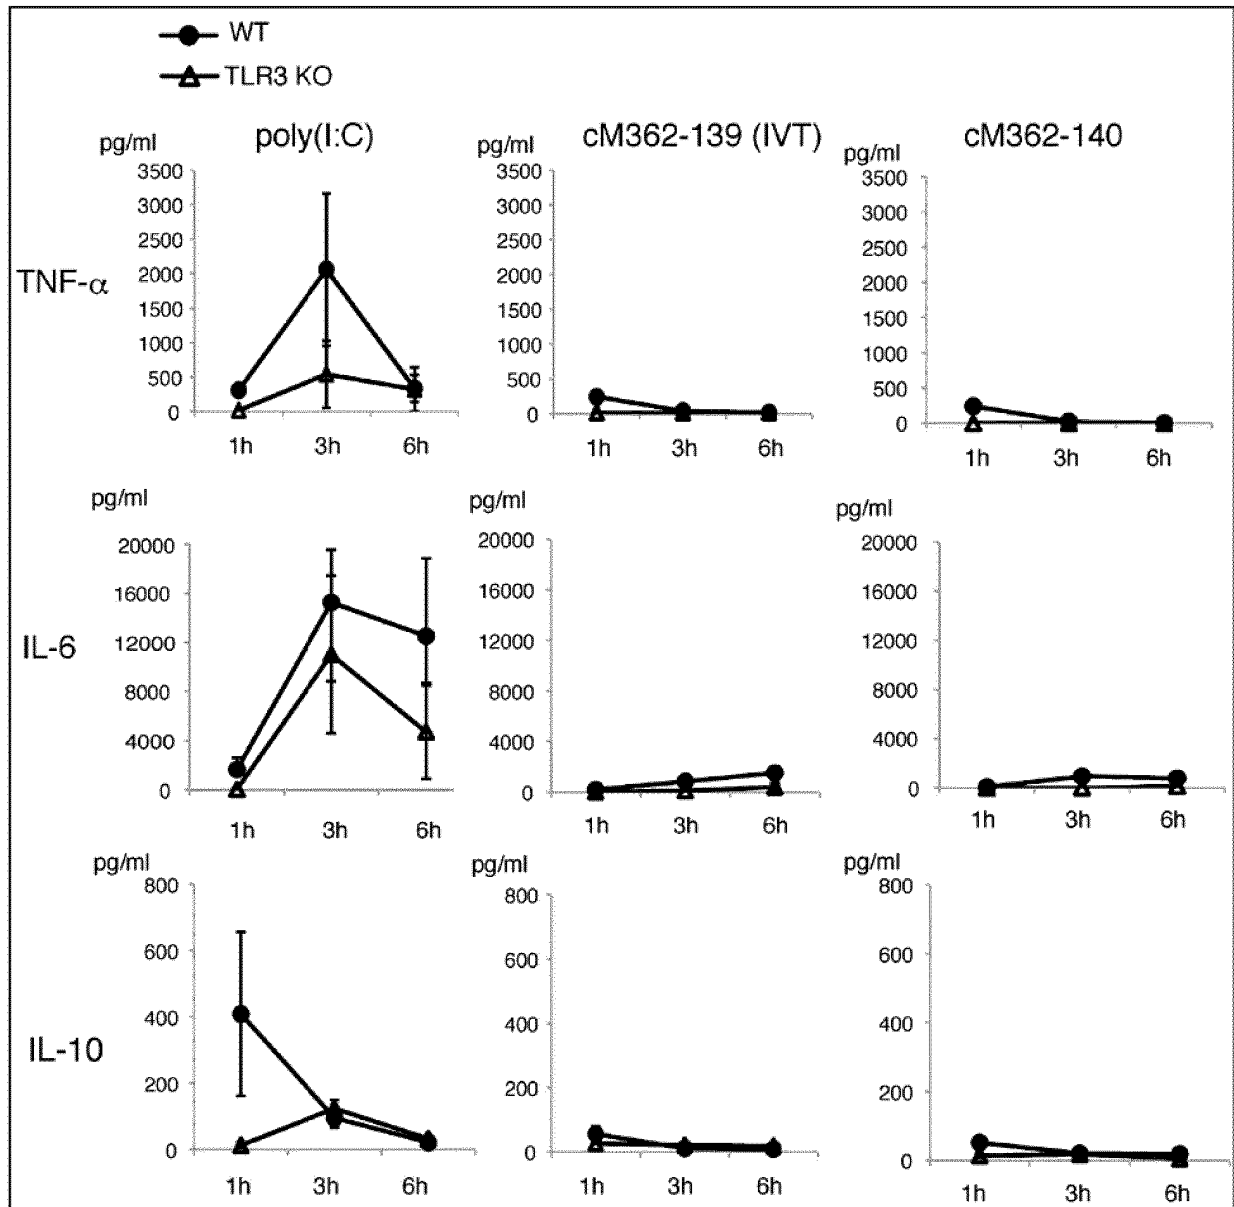 WT
TLR3 KO
poly(I:C) cM362-139 (IVT) cM362-140
pg/ml pg/ml pg/ml
TNF-α
3500 3500 3500
3000 3000 3000
2500 2500 2500
2000 2000 2000
1500 1500 1500
1000 1000 1000
500 500 500
0 0 0
1h 3h 6h 1h 3h 6h 1h 3h 6h
pg/ml pg/ml pg/ml
IL-6
20000 20000 20000
16000 16000 16000
12000 12000 12000
8000 8000 8000
4000 4000 4000
0 0 0
1h 3h 6h 1h 3h 6h 1h 3h 6h
pg/ml pg/ml pg/ml
IL-10
800 800 800
600 600 600
400 400 400
200 200 200
0 0 0
1h 3h 6h 1h 3h 6h 1h 3h 6h